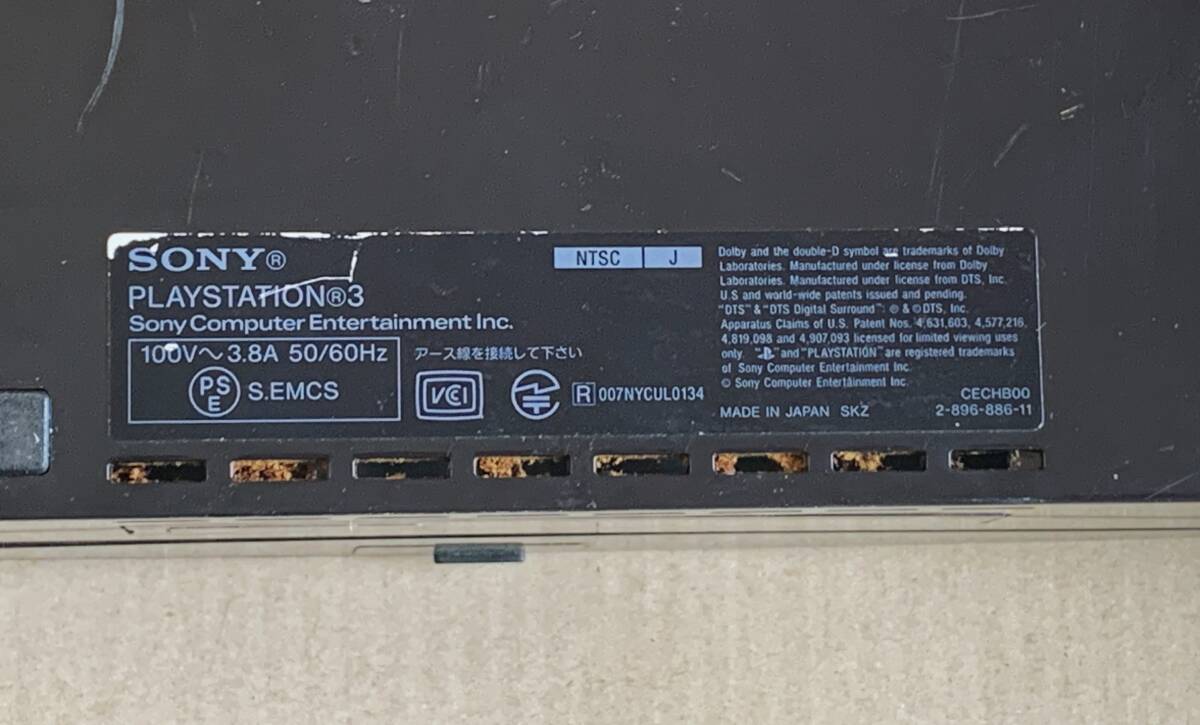 SONY®
PLAYSTATION®3
Sony Computer Entertainment Inc.
100V～3.8A 50/60Hz
PSE S.EMCS
アース線を接続して下さい
VCI
R 007NYCUL0134
NTSC J
Dolby and the double-D symbol are trademarks of Dolby
Laboratories. Manufactured under license from Dolby
Laboratories. Manufactured under license from DTS, Inc.
U.S and world-wide patents issued and pending.
"DTS" & "DTS Digital Surround": ℗ & © DTS, Inc.
Apparatus Claims of U.S. Patent Nos. 4,631,603, 4,577,216,
4,819,098 and 4,907,093 licensed for limited viewing uses
only. " " and "PLAYSTATION" are registered trademarks
of Sony Computer Entertainment Inc.
© Sony Computer Entertainment Inc.
CECHB00
MADE IN JAPAN SKZ 2-896-886-11